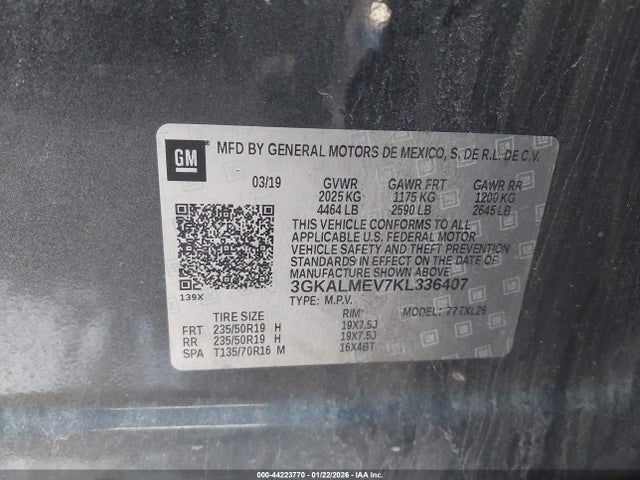 GM
MFD BY GENERAL MOTORS DE MEXICO, S. DE R.L. DE C.V.
03/19 GVWR GAWR FRT GAWR RR
2025 KG 1175 KG 1200 KG
4464 LB 2590 LB 2645 LB
THIS VEHICLE CONFORMS TO ALL
APPLICABLE U.S. FEDERAL MOTOR
VEHICLE SAFETY AND THEFT PREVENTION
STANDARDS IN EFFECT ON THE DATE OF
MANUFACTURE SHOWN ABOVE.
139X
3GKALMEV7KL336407
TYPE: M.P.V. MODEL: 77TXL26
TIRE SIZE RIM
FRT 235/50R19 H 19X7.5J
RR 235/50R19 H 19X7.5J
SPA T135/70R16 M 16X4BT
000-44223770 - 01/22/2026 - IAA Inc.